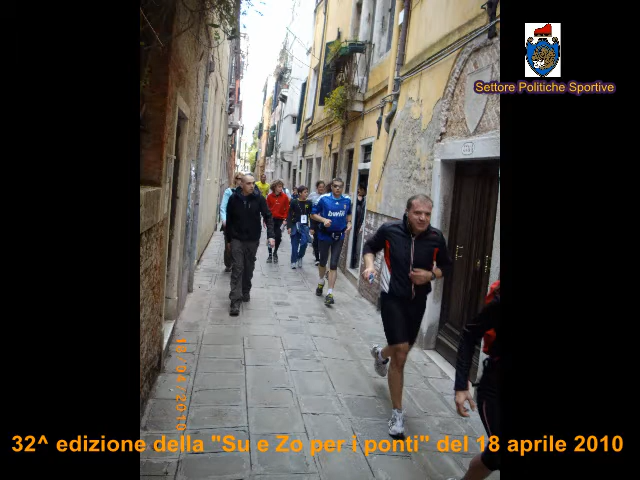 Settore Politiche Sportive
bwin
18/04/2010
32^ edizione della "Su e Zo per i ponti" del 18 aprile 2010